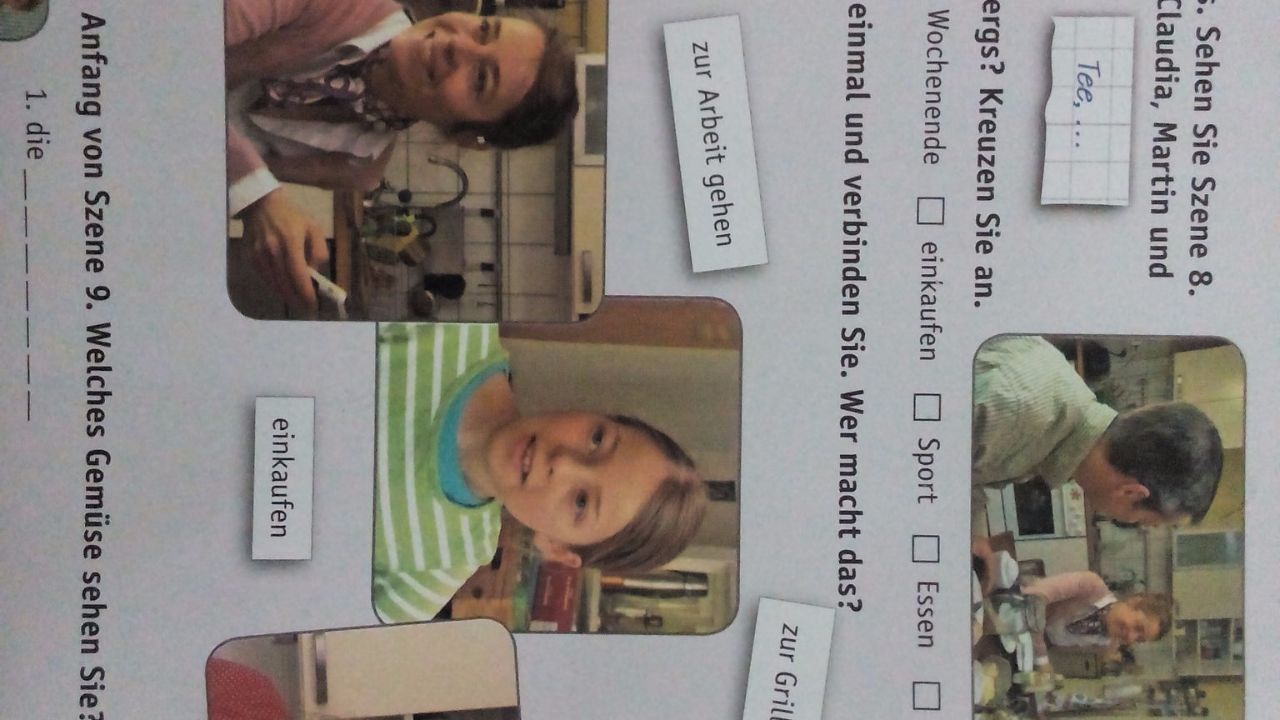 . Sehen Sie Szene 8.
Claudia, Martin und
Tee, ...
ergs? Kreuzen Sie an.
Wochenende □ einkaufen □ Sport □ Essen □
einmal und verbinden Sie. Wer macht das?
zur Arbeit gehen
zur Grill
einkaufen
Anfang von Szene 9. Welches Gemüse sehen Sie?
1. die _ _ _ _ _ _ _